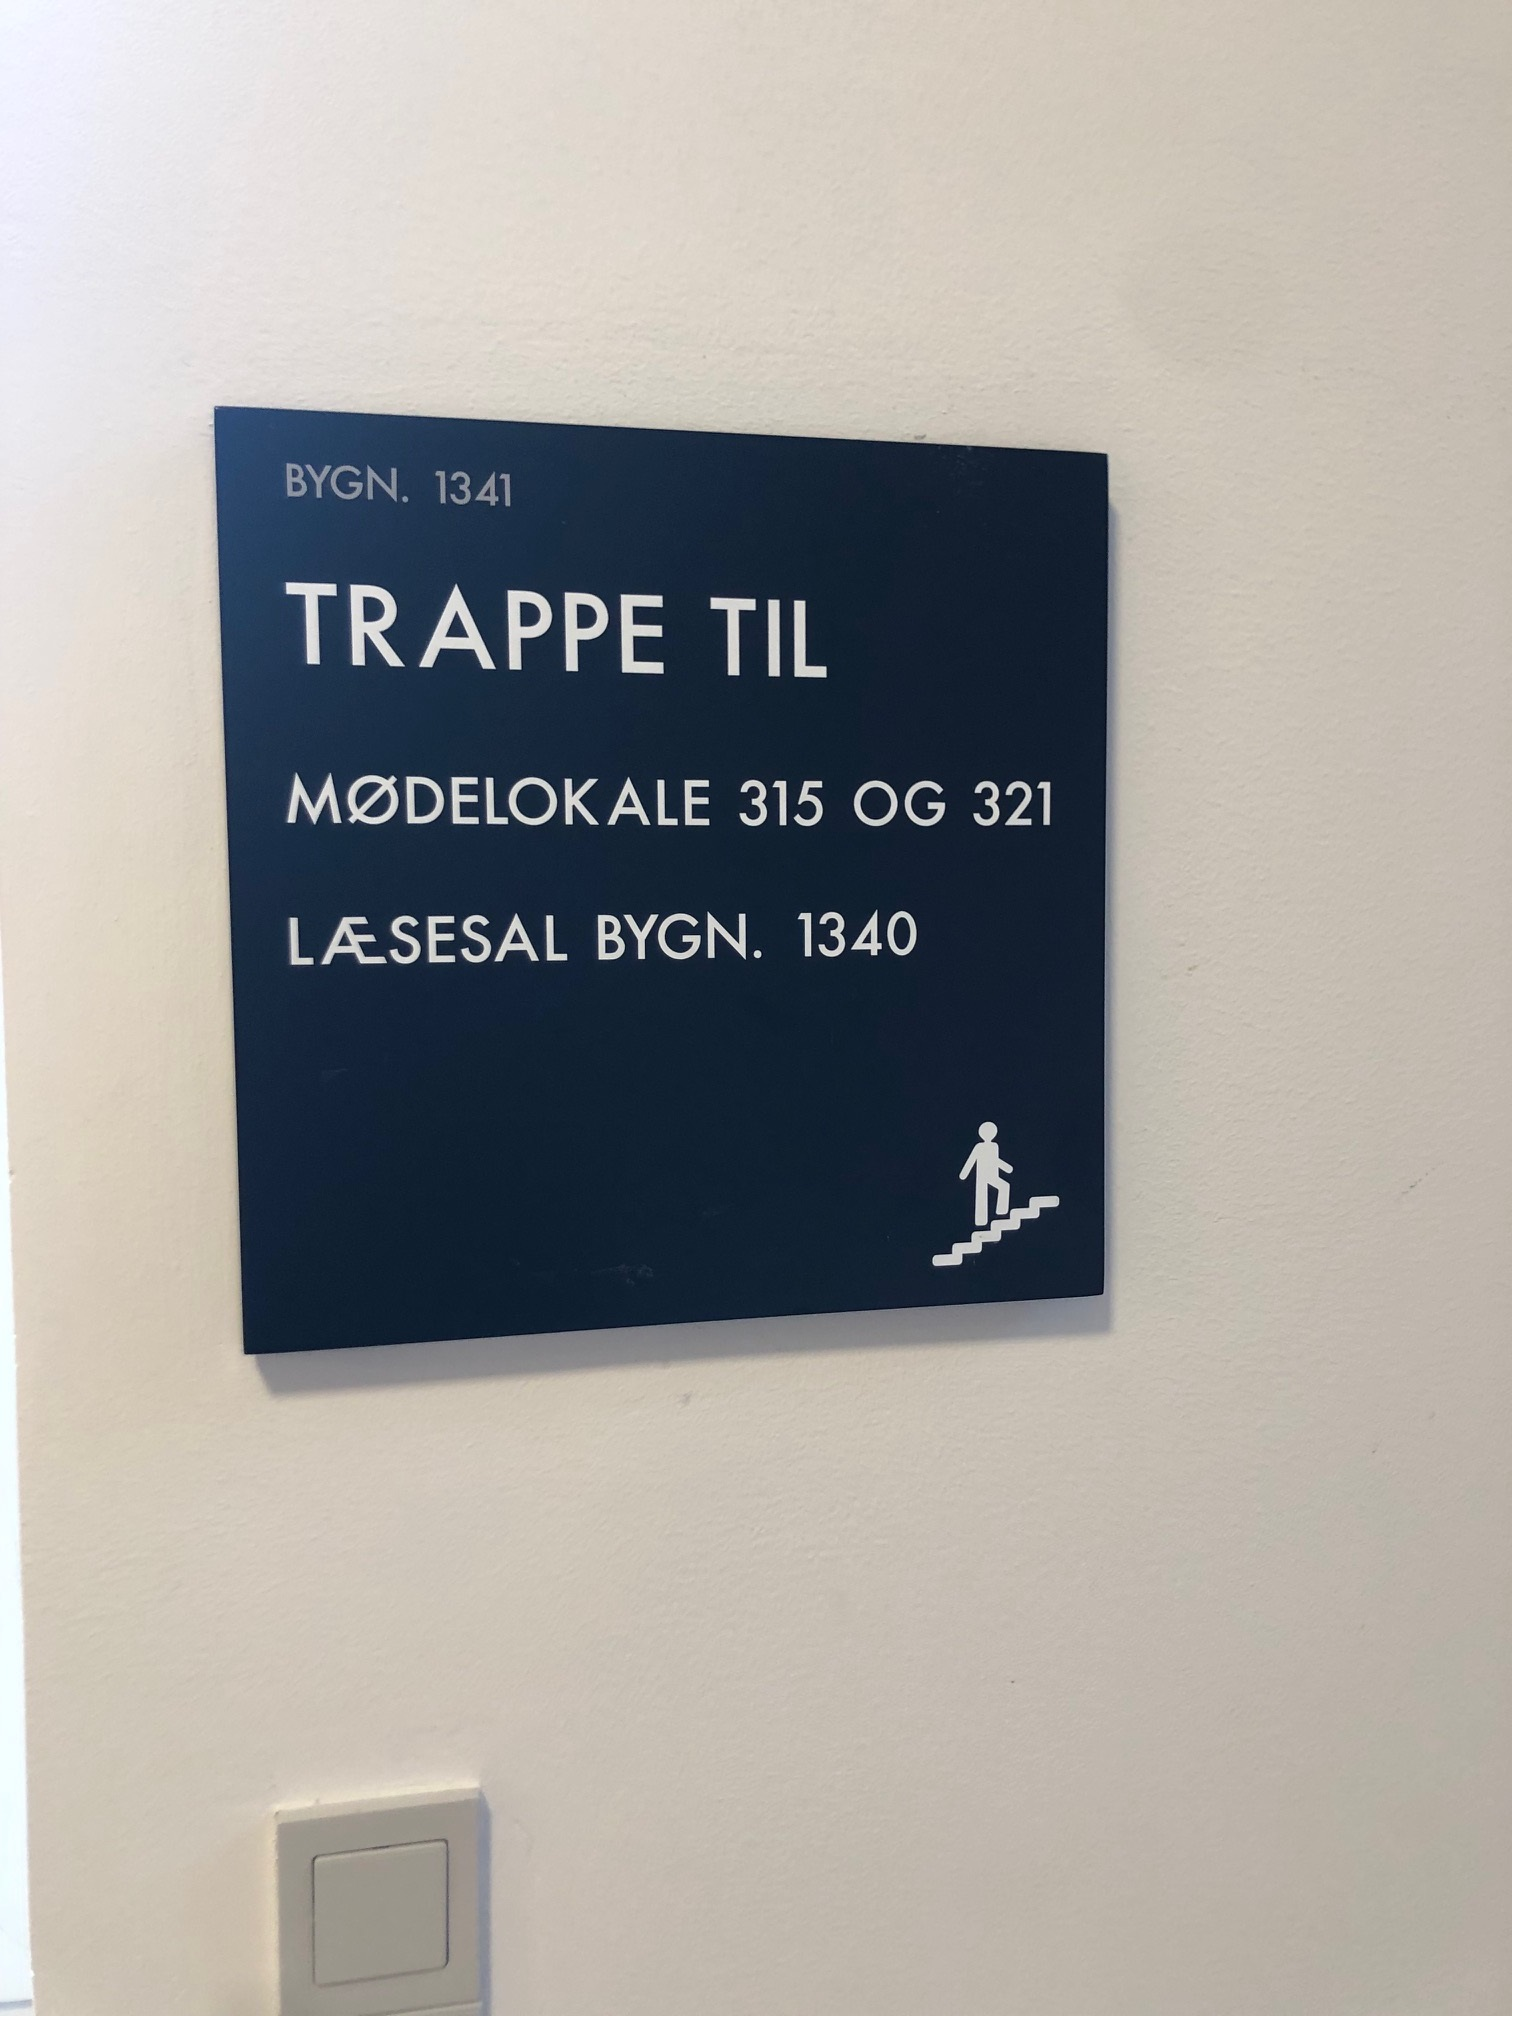 BYGN. 1341
TRAPPE TIL
MØDELOKALE 315 OG 321
LÆSESAL BYGN. 1340